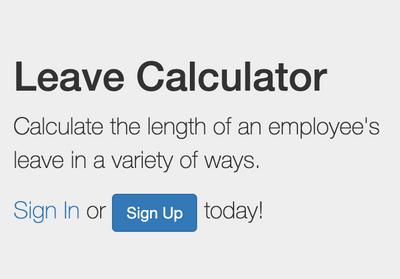 Leave Calculator
Calculate the length of an employee's
leave in a variety of ways.
Sign In or Sign Up today!